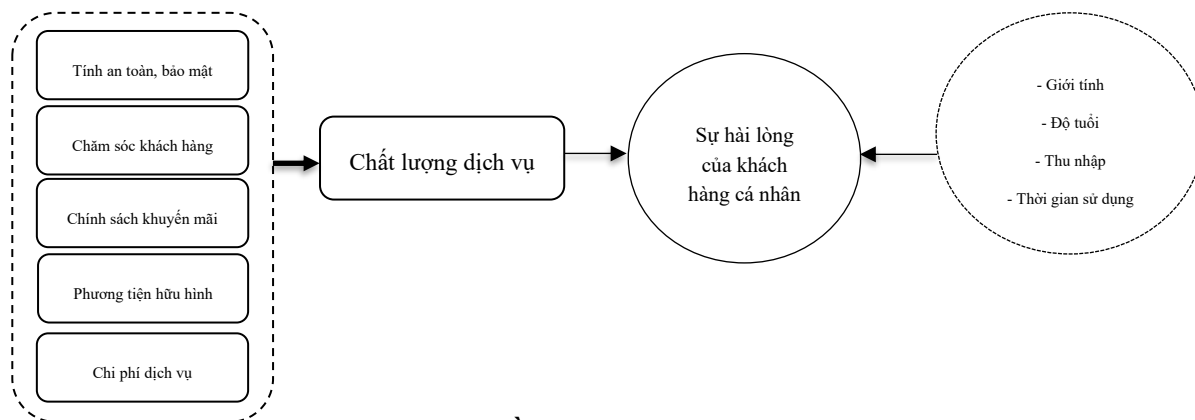 Tính an toàn, bảo mật
Chăm sóc khách hàng
Chính sách khuyến mãi
Phương tiện hữu hình
Chi phí dịch vụ
Chất lượng dịch vụ
Sự hài lòng
của khách
hàng cá nhân
- Giới tính
- Độ tuổi
- Thu nhập
- Thời gian sử dụng